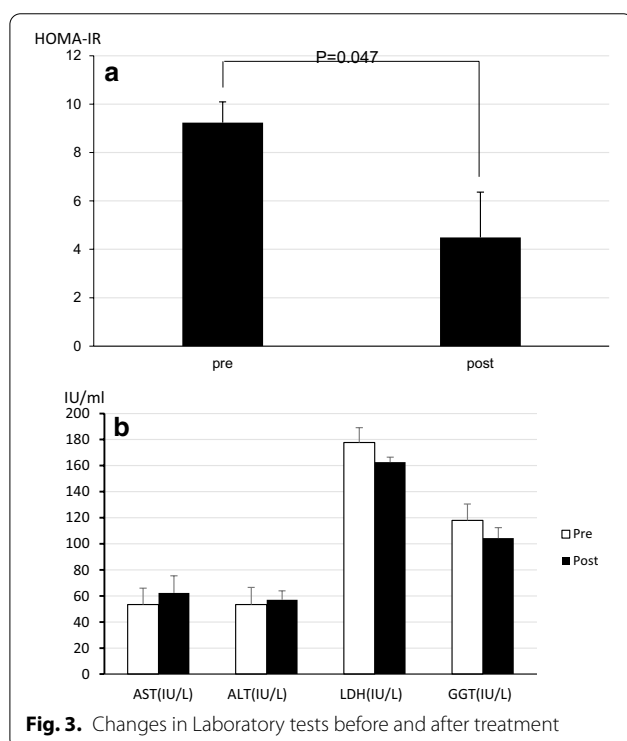 HOMA-IR
12
a
P=0.047
10
8
6
4
2
0
pre post
IU/ml
200
b
180
160
140
120
100
80
60
40
20
0
Pre
Post
AST(IU/L) ALT(IU/L) LDH(IU/L) GGT(IU/L)
Fig. 3. Changes in Laboratory tests before and after treatment